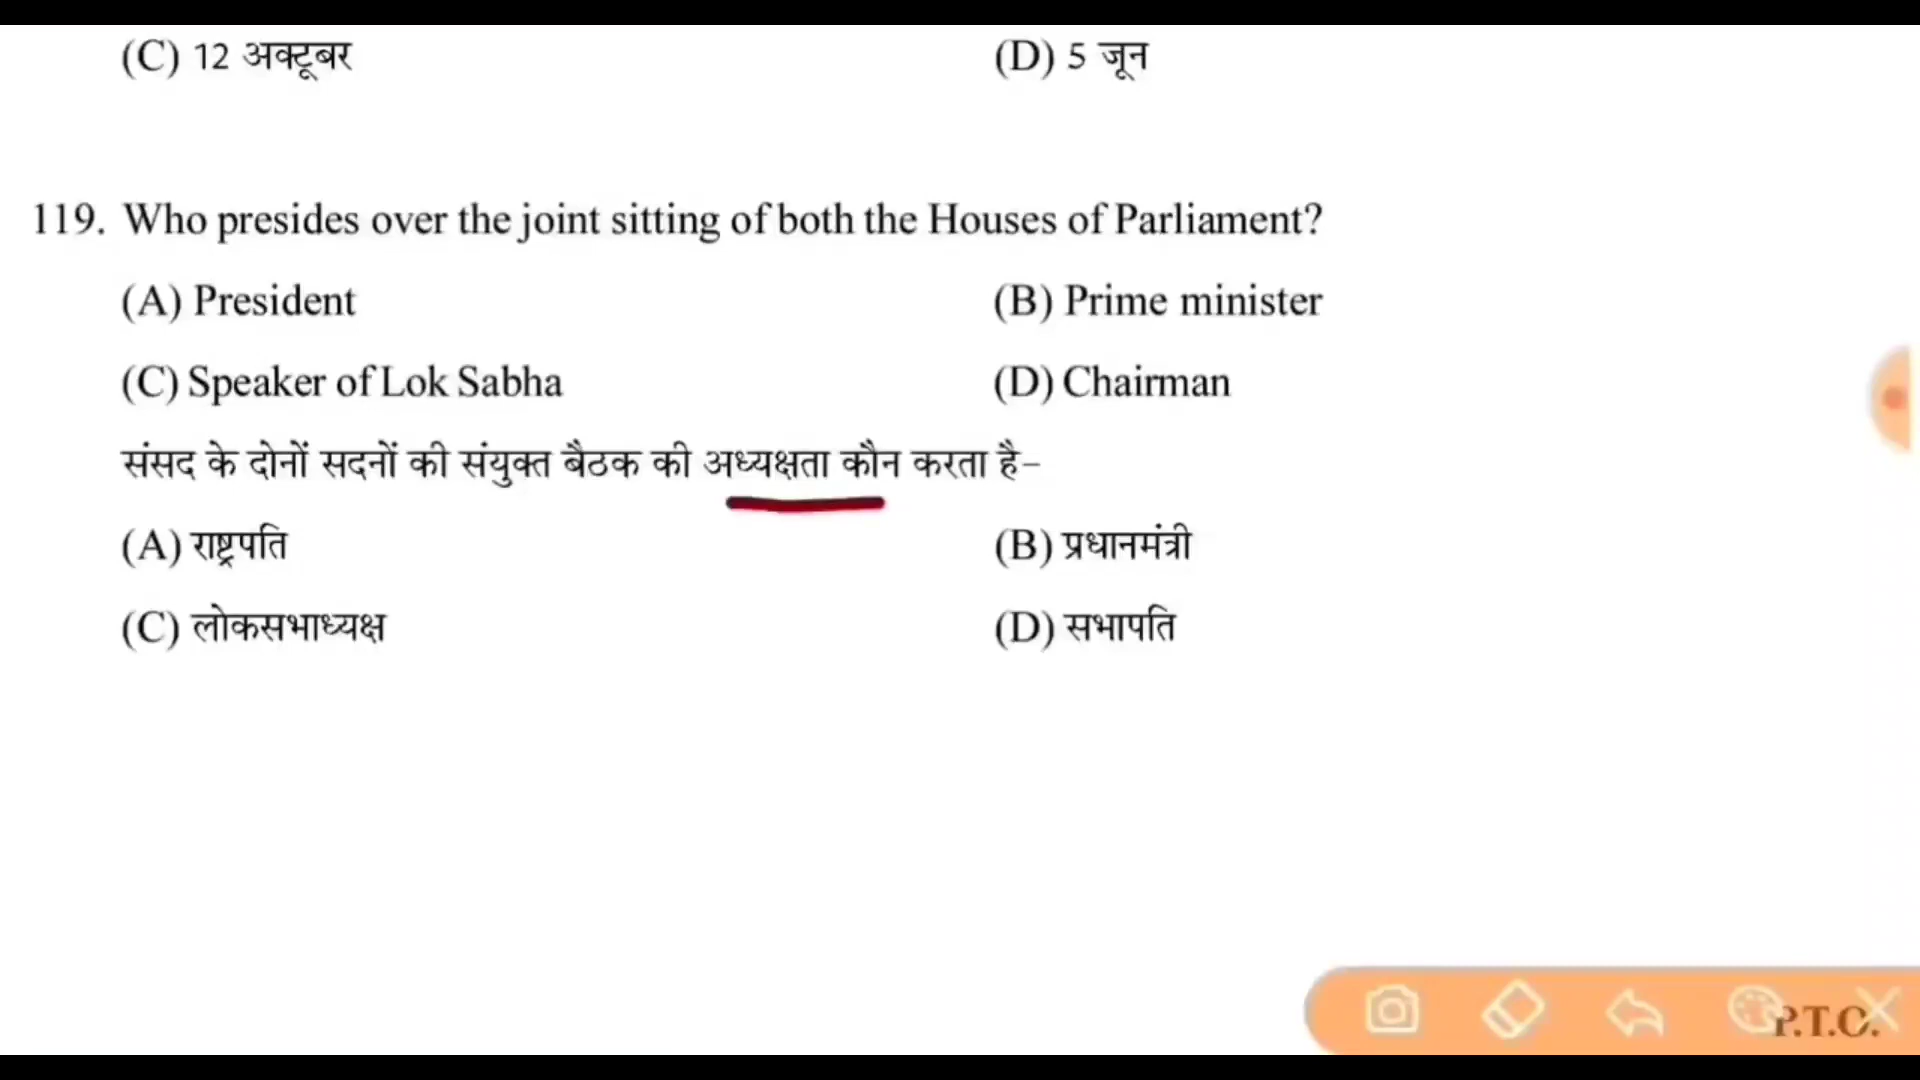 (C) 12 अक्टूबर (D) 5 जून
119. Who presides over the joint sitting of both the Houses of Parliament?
(A) President (B) Prime minister
(C) Speaker of Lok Sabha (D) Chairman
संसद के दोनों सदनों की संयुक्त बैठक की अध्यक्षता कौन करता है–
(A) राष्ट्रपति (B) प्रधानमंत्री
(C) लोकसभाध्यक्ष (D) सभापति
P.T.O.